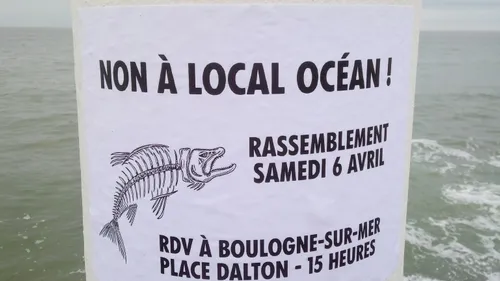 NON À LOCAL OCÉAN !
RASSEMBLEMENT
SAMEDI 6 AVRIL
RDV À BOULOGNE-SUR-MER
PLACE DALTON - 15 HEURES